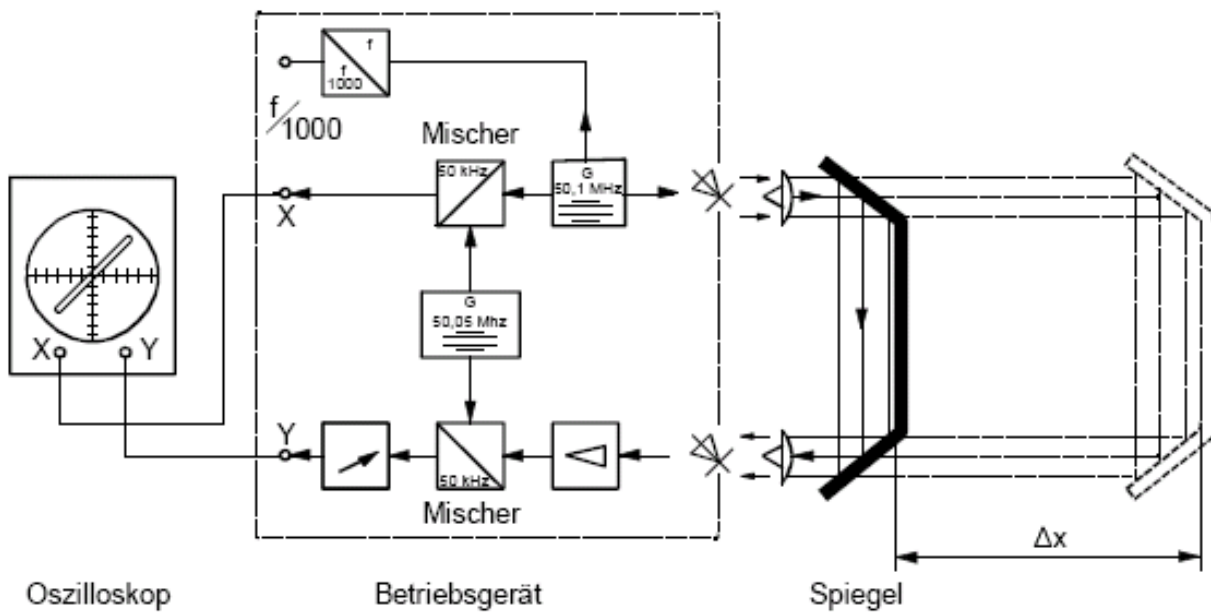 f
f
1000
f/1000
Mischer
50 kHz
G
50,1 MHz
X
G
50,05 Mhz
X Y
Y
50 kHz
Mischer
Δx
Oszilloskop Betriebsgerät Spiegel